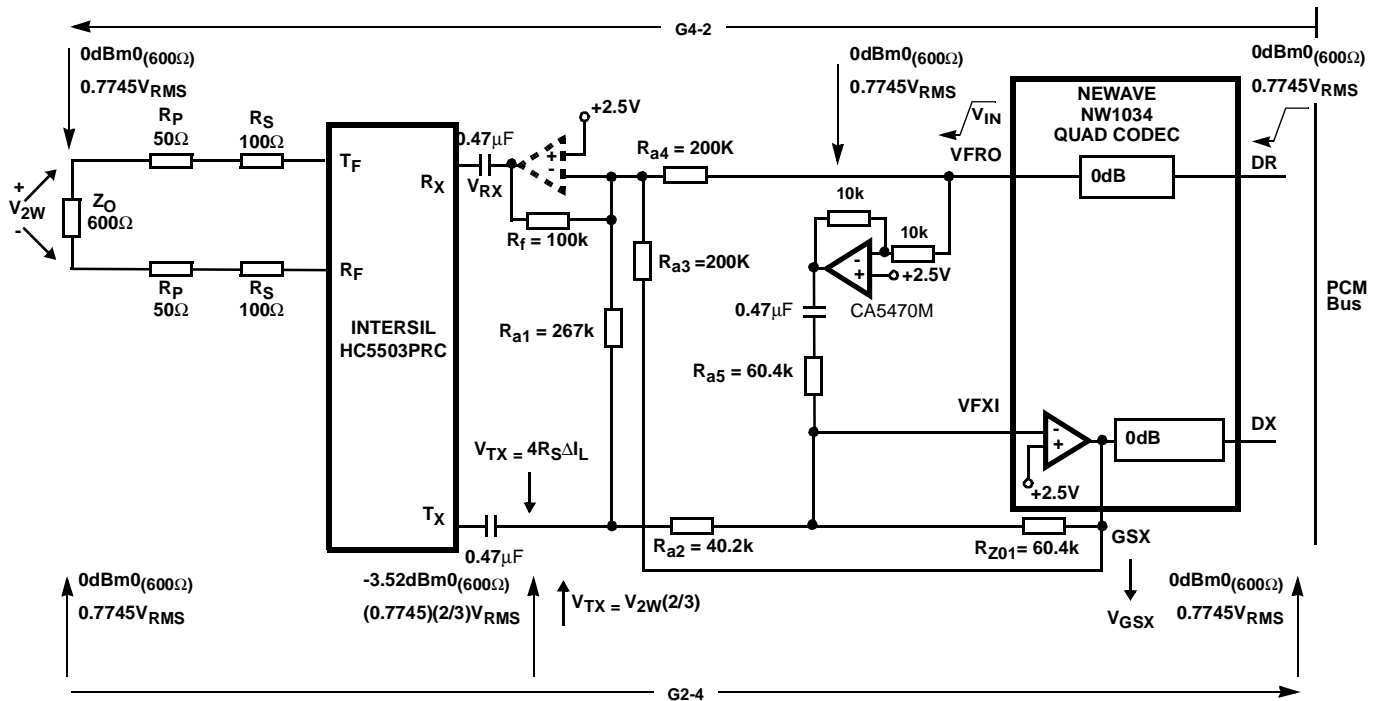 G4-2
0dBm0(600Ω)
0.7745VRMS
0dBm0(600Ω)
0.7745VRMS
0dBm0(600Ω)
0.7745VRMS
+2.5V
NEWAVE
NW1034
QUAD CODEC
VIN
RP
50Ω
RS
100Ω
0.47μF
TF
RX
VRX
+
-
Ra4 = 200K
VFRO
0dB
DR
+
V2W
-
ZO
600Ω
10k
10k
Rf = 100k
-
+
+2.5V
Ra3 =200K
RF
RP
50Ω
RS
100Ω
0.47μF
CA5470M
PCM
Bus
INTERSIL
HC5503PRC
Ra1 = 267k
Ra5 = 60.4k
VFXI
-
+
0dB
DX
VTX = 4RSΔIL
+2.5V
TX
0.47μF
Ra2 = 40.2k
RZ01= 60.4k
GSX
0dBm0(600Ω)
0.7745VRMS
-3.52dBm0(600Ω)
(0.7745)(2/3)VRMS
VTX = V2W(2/3)
VGSX
0dBm0(600Ω)
0.7745VRMS
G2-4